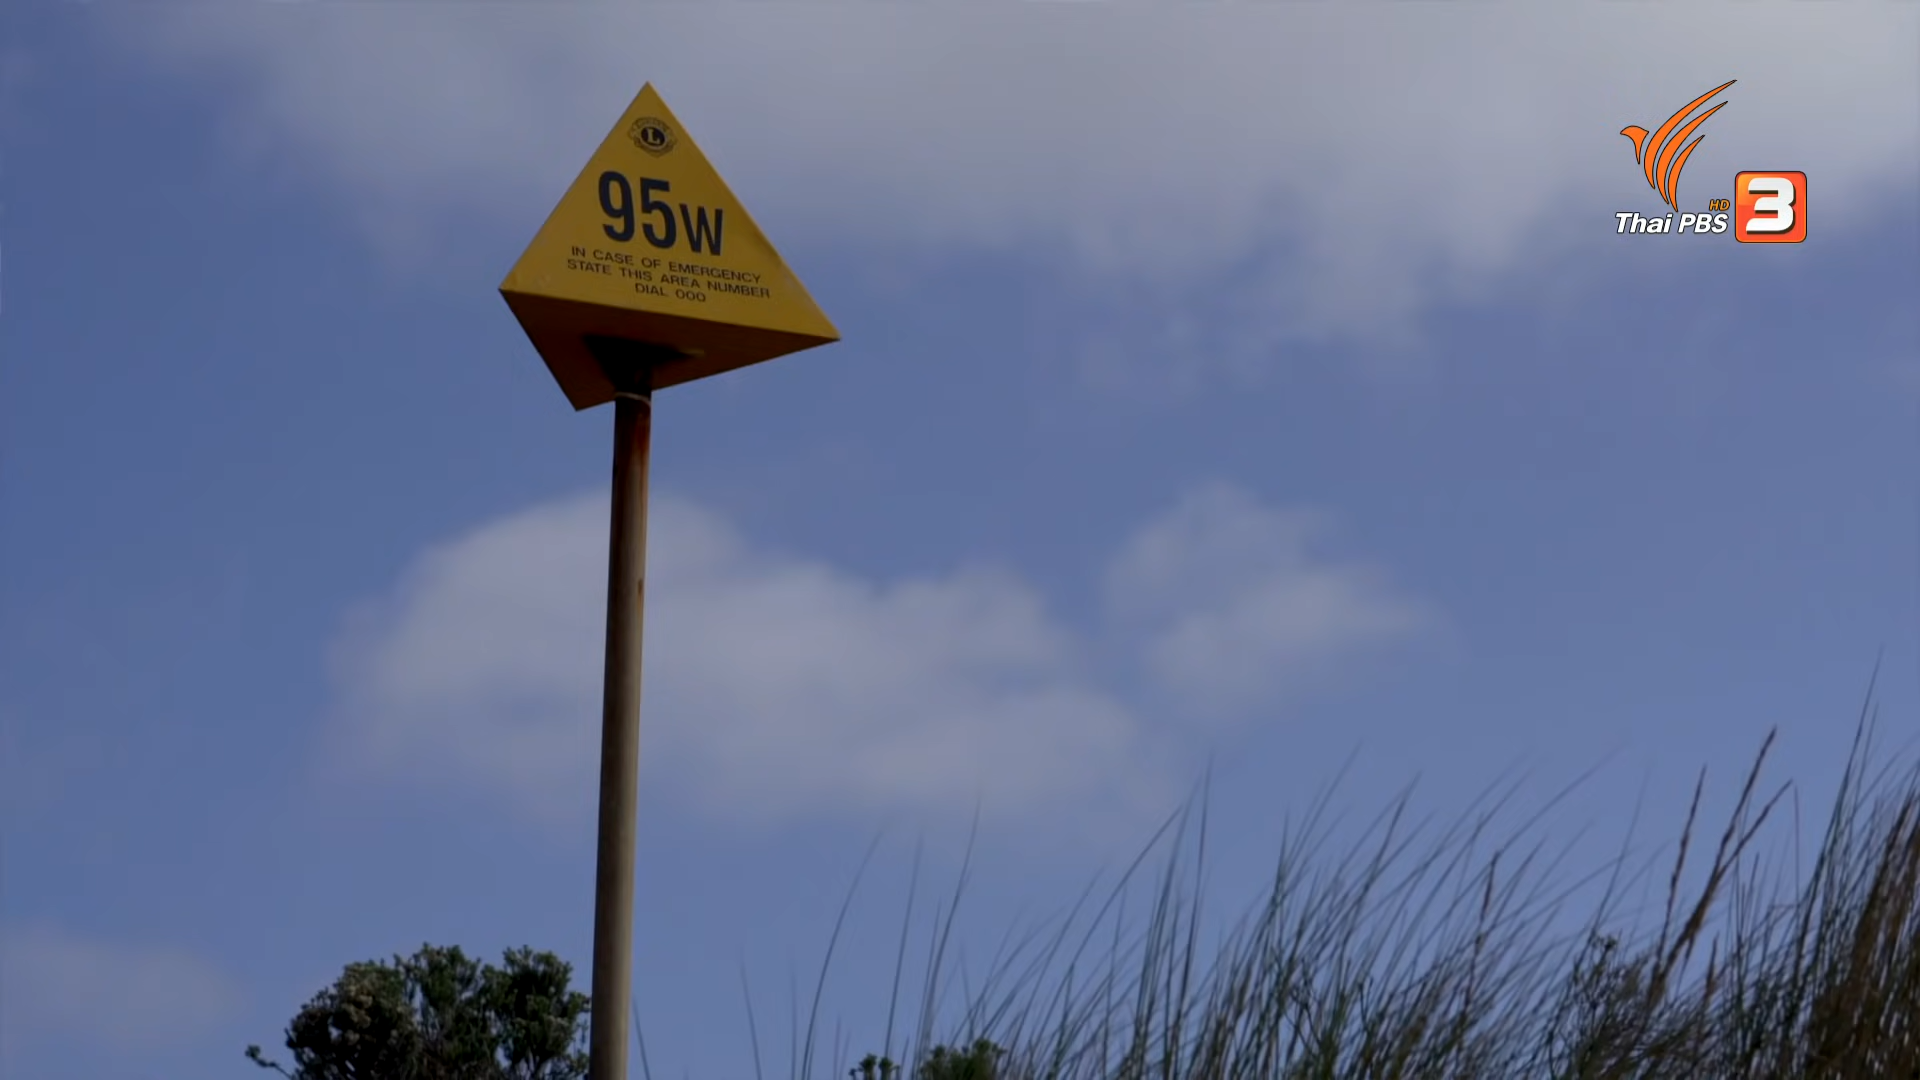 L
95W
IN CASE OF EMERGENCY
STATE THIS AREA NUMBER
DIAL 000
HD
Thai PBS 3